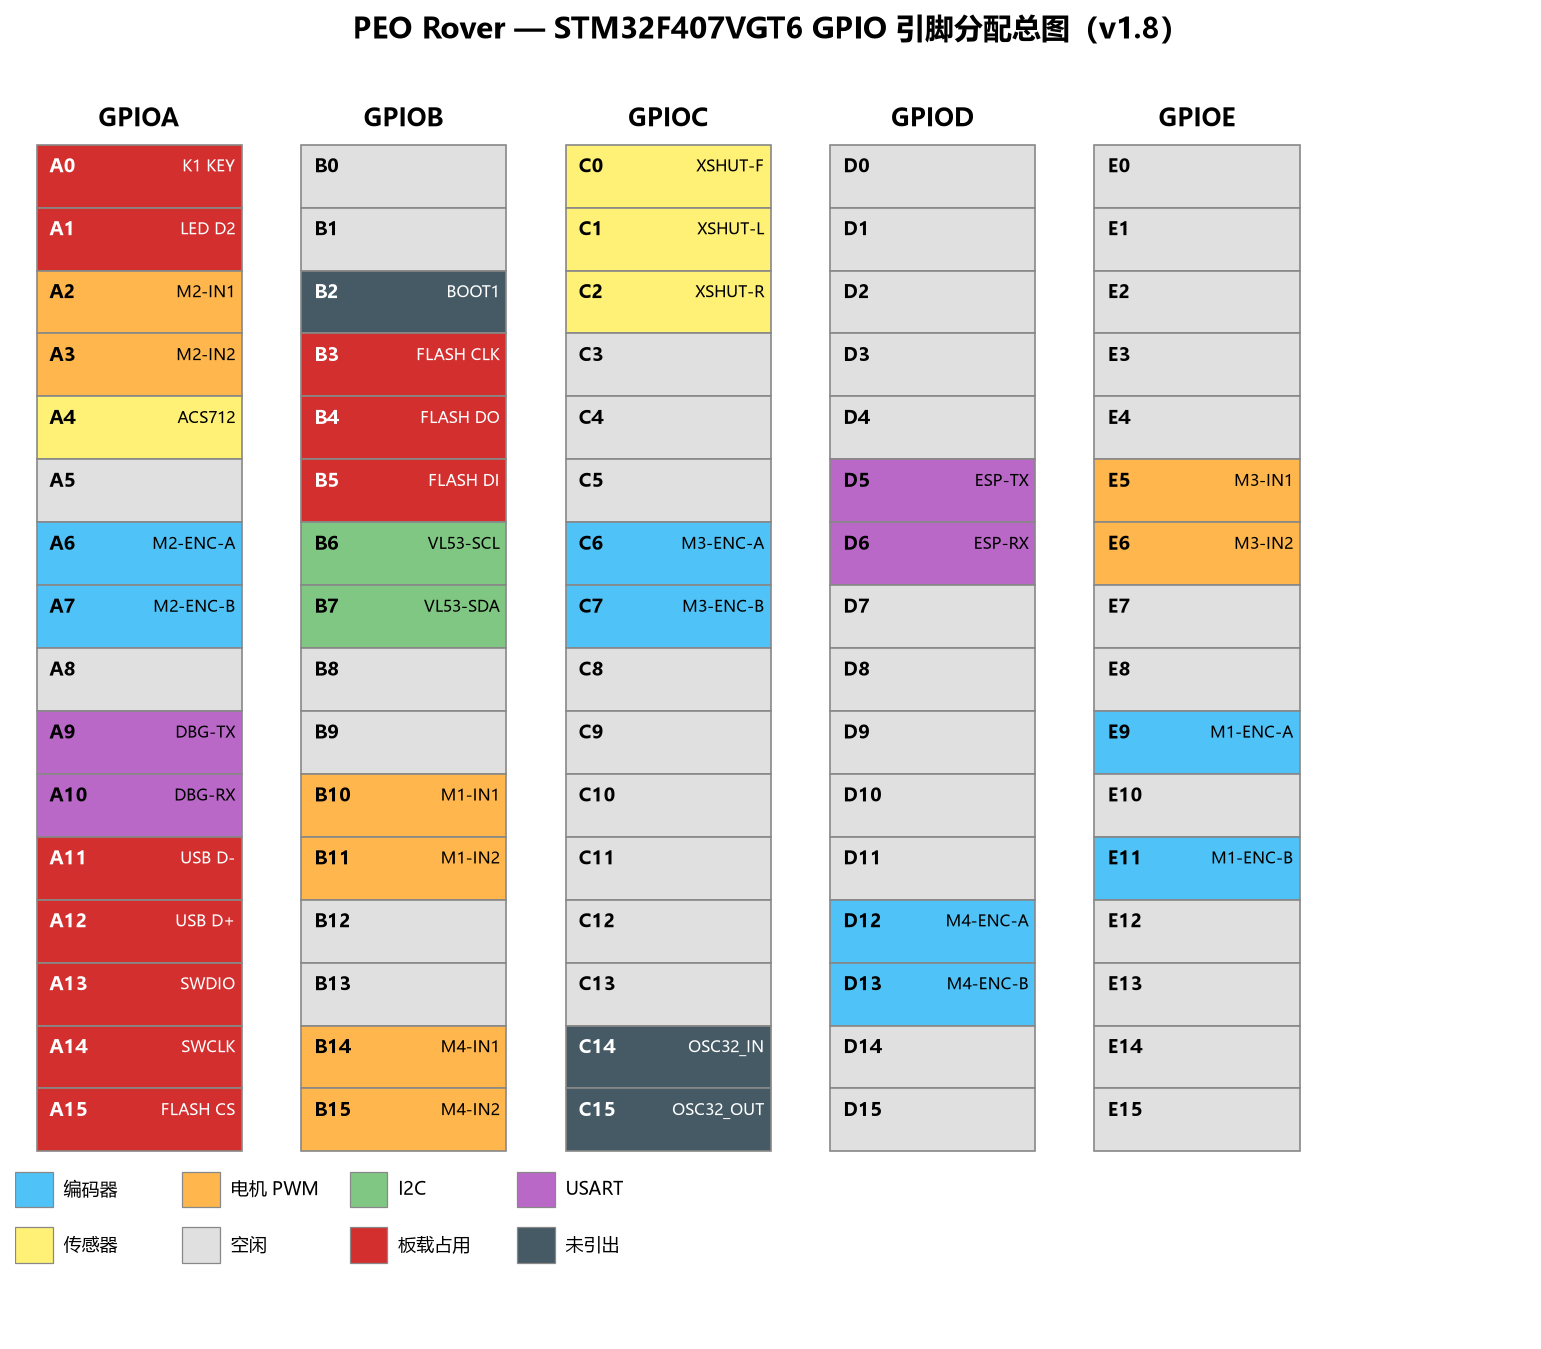 PEO Rover — STM32F407VGT6 GPIO 引脚分配总图（v1.8）
GPIOA
A0 K1 KEY
A1 LED D2
A2 M2-IN1
A3 M2-IN2
A4 ACS712
A5
A6 M2-ENC-A
A7 M2-ENC-B
A8
A9 DBG-TX
A10 DBG-RX
A11 USB D-
A12 USB D+
A13 SWDIO
A14 SWCLK
A15 FLASH CS
GPIOB
B0
B1
B2 BOOT1
B3 FLASH CLK
B4 FLASH DO
B5 FLASH DI
B6 VL53-SCL
B7 VL53-SDA
B8
B9
B10 M1-IN1
B11 M1-IN2
B12
B13
B14 M4-IN1
B15 M4-IN2
GPIOC
C0 XSHUT-F
C1 XSHUT-L
C2 XSHUT-R
C3
C4
C5
C6 M3-ENC-A
C7 M3-ENC-B
C8
C9
C10
C11
C12
C13
C14 OSC32_IN
C15 OSC32_OUT
GPIOD
D0
D1
D2
D3
D4
D5 ESP-TX
D6 ESP-RX
D7
D8
D9
D10
D11
D12 M4-ENC-A
D13 M4-ENC-B
D14
D15
GPIOE
E0
E1
E2
E3
E4
E5 M3-IN1
E6 M3-IN2
E7
E8
E9 M1-ENC-A
E10
E11 M1-ENC-B
E12
E13
E14
E15
编码器 电机 PWM I2C USART
传感器 空闲 板载占用 未引出